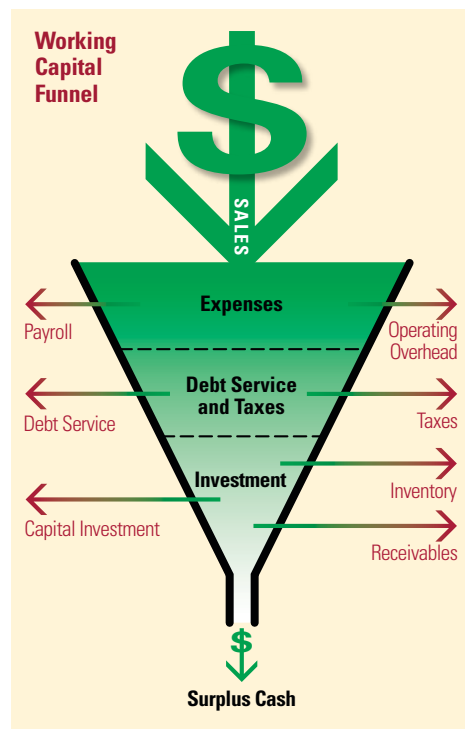 Working
Capital
Funnel
$
SALES
Expenses
Payroll
Operating
Overhead
Debt Service
and Taxes
Debt Service
Taxes
Investment
Inventory
Capital Investment
Receivables
$
Surplus Cash